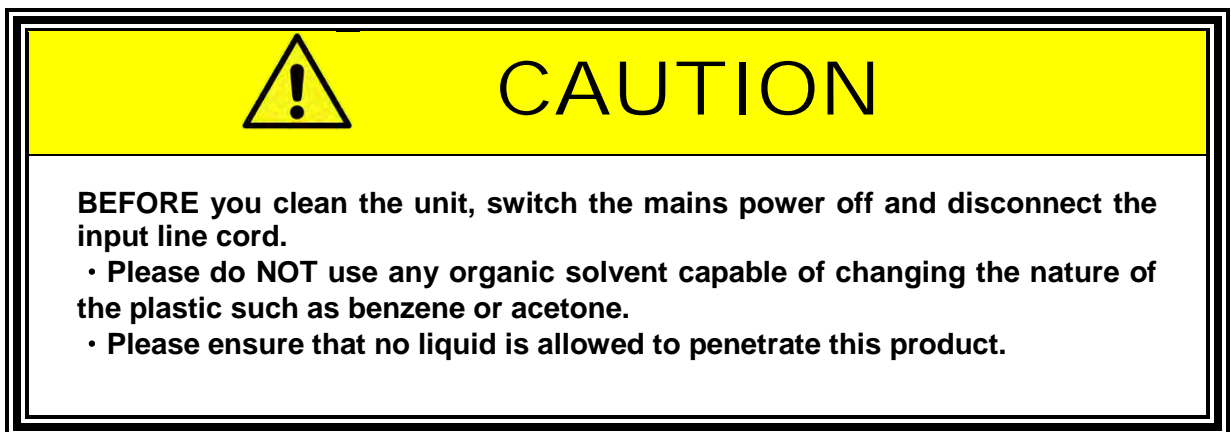 CAUTION
BEFORE you clean the unit, switch the mains power off and disconnect the
input line cord.
・Please do NOT use any organic solvent capable of changing the nature of
the plastic such as benzene or acetone.
・Please ensure that no liquid is allowed to penetrate this product.